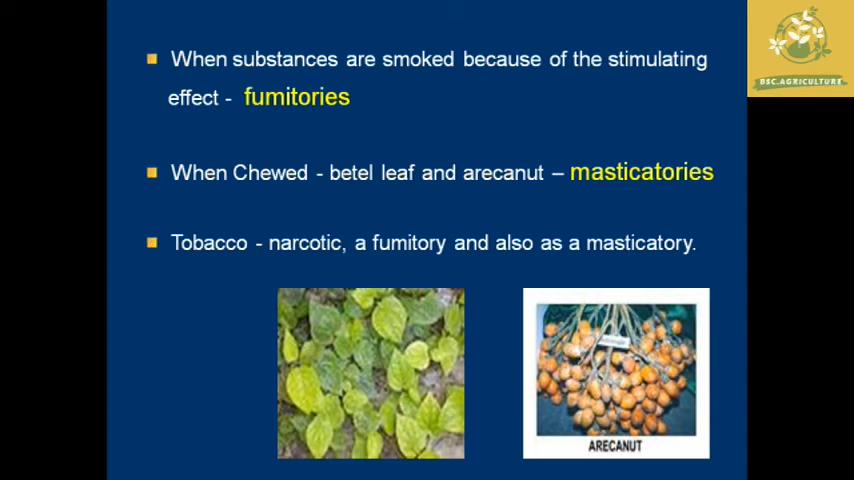 When substances are smoked because of the stimulating
effect - fumitories
When Chewed - betel leaf and arecanut – masticatories
Tobacco - narcotic, a fumitory and also as a masticatory.
ARECANUT
BSC.AGRICULTURE